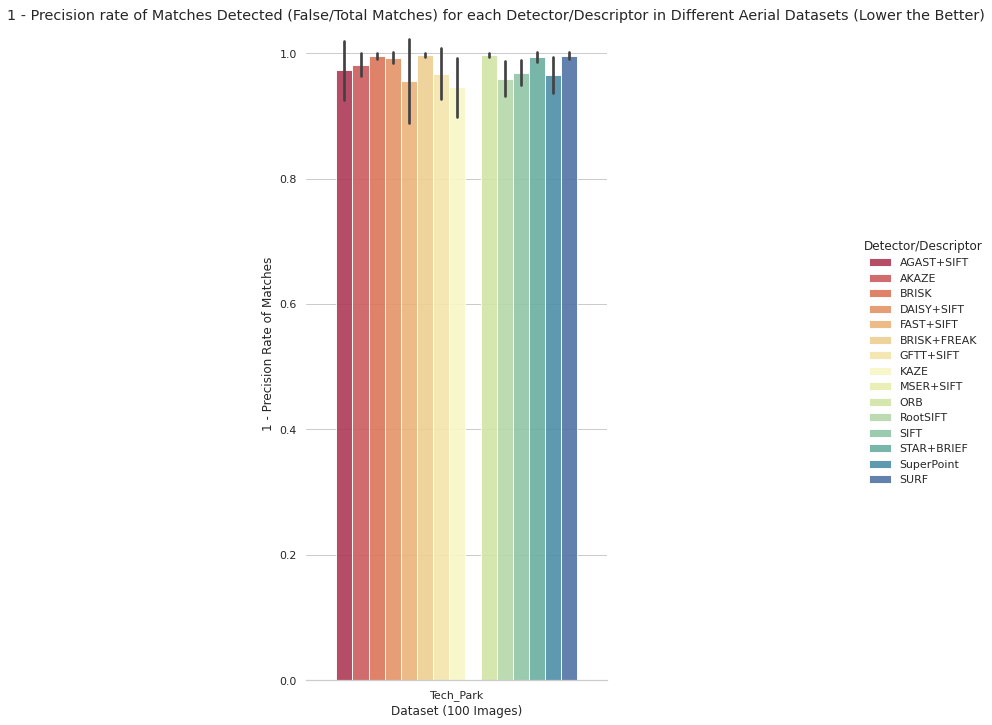 1 - Precision rate of Matches Detected (False/Total Matches) for each Detector/Descriptor in Different Aerial Datasets (Lower the Better)
1 - Precision Rate of Matches
1.0
0.8
0.6
0.4
0.2
0.0
Tech_Park
Dataset (100 Images)
Detector/Descriptor
AGAST+SIFT
AKAZE
BRISK
DAISY+SIFT
FAST+SIFT
BRISK+FREAK
GFTT+SIFT
KAZE
MSER+SIFT
ORB
RootSIFT
SIFT
STAR+BRIEF
SuperPoint
SURF